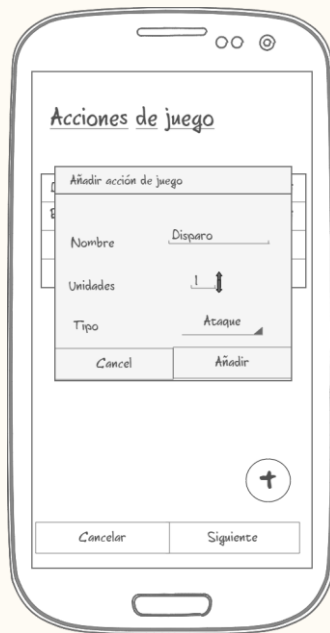 Acciones de juego
Añadir acción de juego
Nombre Disparo
Unidades 1
Tipo Ataque
Cancel Añadir
+
Cancelar Siguiente